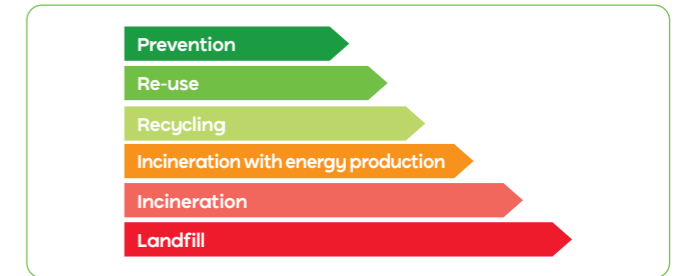 Prevention
Re-use
Recycling
Incineration with energy production
Incineration
Landfill